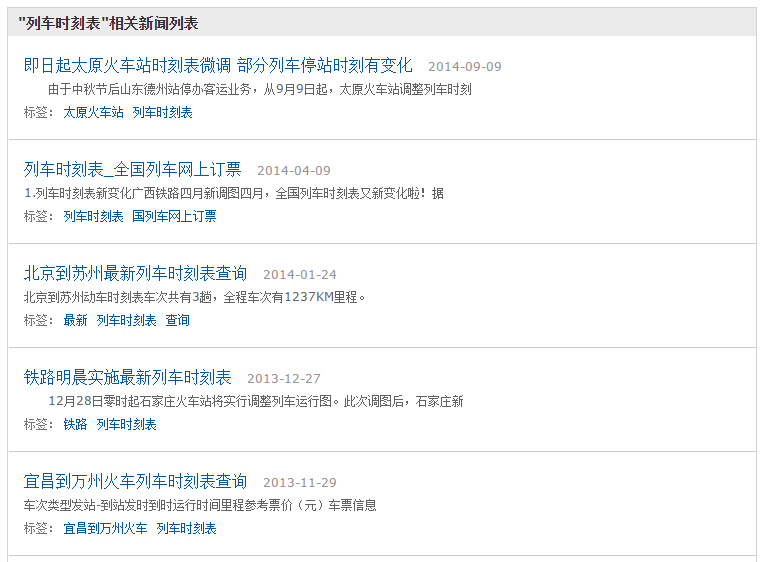 "列车时刻表"相关新闻列表
即日起太原火车站时刻表微调 部分列车停站时刻有变化 2014-09-09
由于中秋节后山东德州站停办客运业务，从9月9日起，太原火车站调整列车时刻
标签： 太原火车站 列车时刻表
列车时刻表_全国列车网上订票 2014-04-09
1.列车时刻表新变化广西铁路四月新调图四月，全国列车时刻表又新变化啦！据
标签： 列车时刻表 国列车网上订票
北京到苏州最新列车时刻表查询 2014-01-24
北京到苏州动车时刻表车次共有3趟，全程车次有1237KM里程。
标签： 最新 列车时刻表 查询
铁路明晨实施最新列车时刻表 2013-12-27
12月28日零时起石家庄火车站将实行调整列车运行图。此次调图后，石家庄新
标签： 铁路 列车时刻表
宜昌到万州火车列车时刻表查询 2013-11-29
车次类型发站-到站发时到时运行时间里程参考票价（元）车票信息
标签： 宜昌到万州火车 列车时刻表